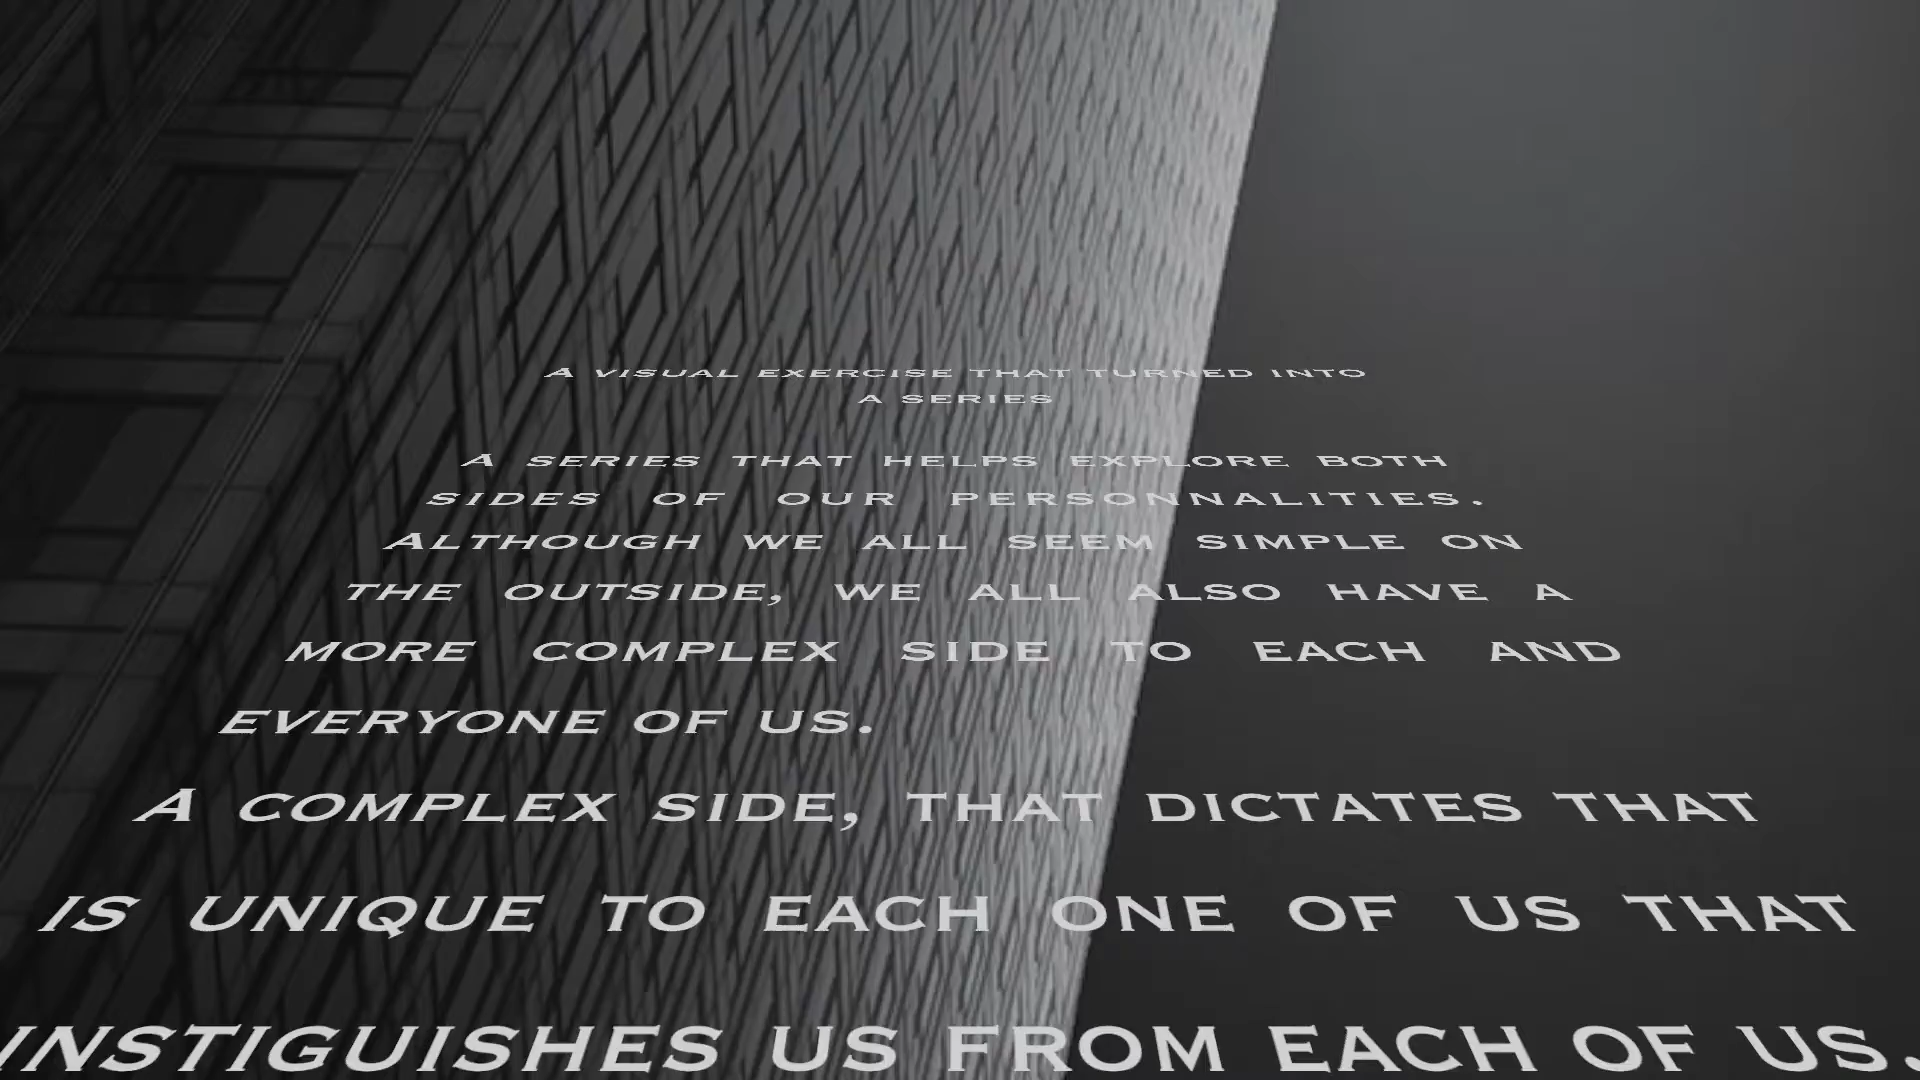 A VISUAL EXERCISE THAT TURNED INTO
A SERIES
A SERIES THAT HELPS EXPLORE BOTH
SIDES OF OUR PERSONNALITIES.
ALTHOUGH WE ALL SEEM SIMPLE ON
THE OUTSIDE, WE ALL ALSO HAVE A
MORE COMPLEX SIDE TO EACH AND
EVERYONE OF US.
A COMPLEX SIDE, THAT DICTATES THAT
IS UNIQUE TO EACH ONE OF US THAT
INSTIGUISHES US FROM EACH OF US.